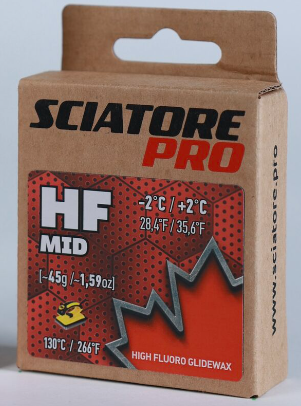 SCIATORE
PRO
HF
MID
-2°C / +2°C
28,4°F / 35,6°F
[~45g /~1,59oz]
130°C / 266°F
HIGH FLUORO GLIDEWAX
www.sciatore.pro